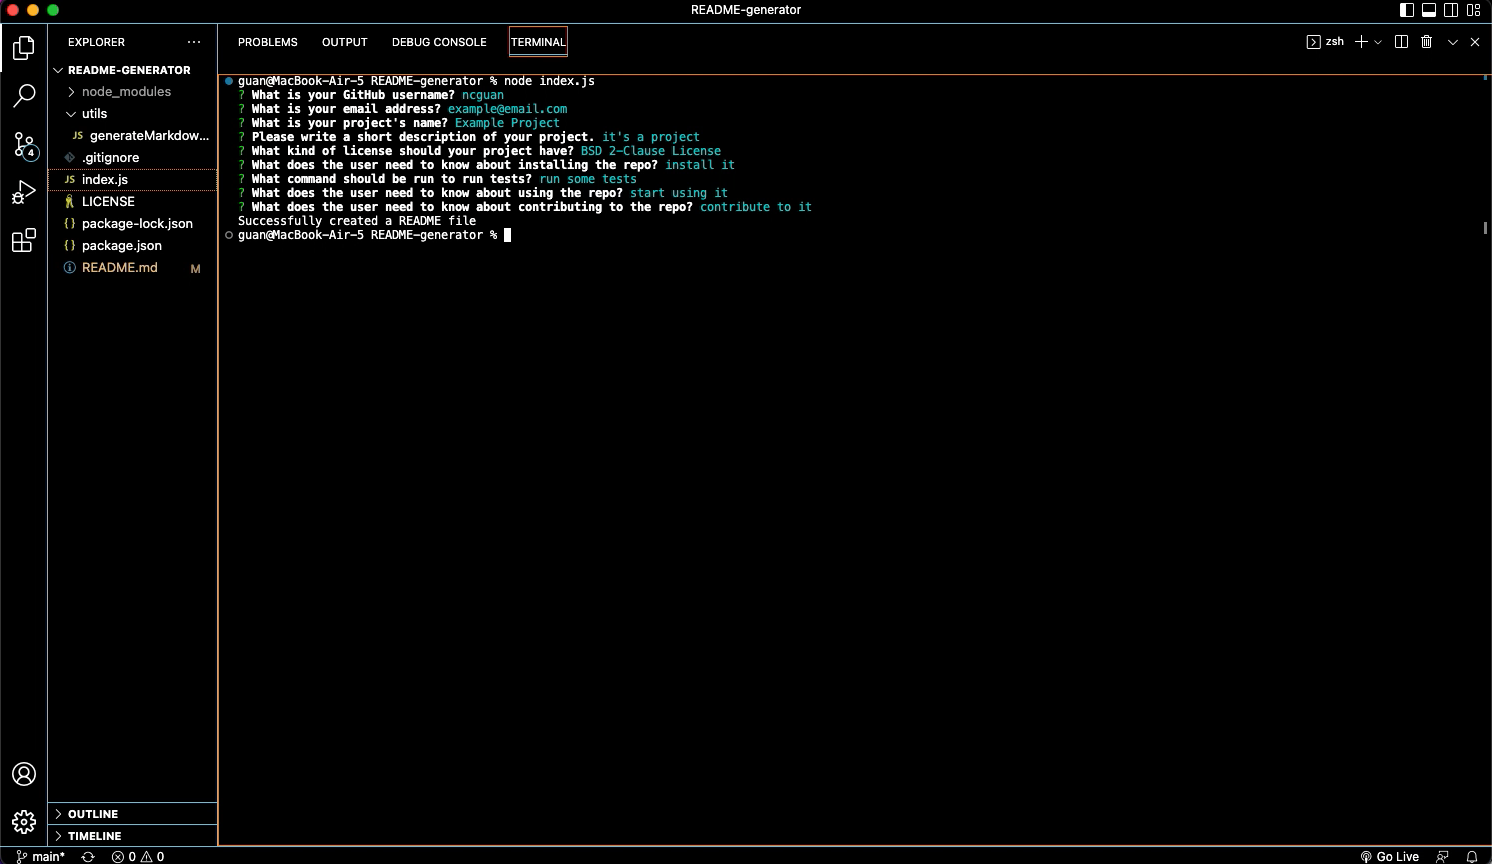 README-generator
EXPLORER
PROBLEMS OUTPUT DEBUG CONSOLE TERMINAL
zsh
README-GENERATOR
node_modules
utils
JS generateMarkdow...
.gitignore
JS index.js
LICENSE
{} package-lock.json
{} package.json
README.md M
4
guan@MacBook-Air-5 README-generator % node index.js
? What is your GitHub username? ncguan
? What is your email address? example@email.com
? What is your project's name? Example Project
? Please write a short description of your project. it's a project
? What kind of license should your project have? BSD 2-Clause License
? What does the user need to know about installing the repo? install it
? What command should be run to run tests? run some tests
? What does the user need to know about using the repo? start using it
? What does the user need to know about contributing to the repo? contribute to it
Successfully created a README file
guan@MacBook-Air-5 README-generator %
OUTLINE
TIMELINE
main* 0 0 Go Live